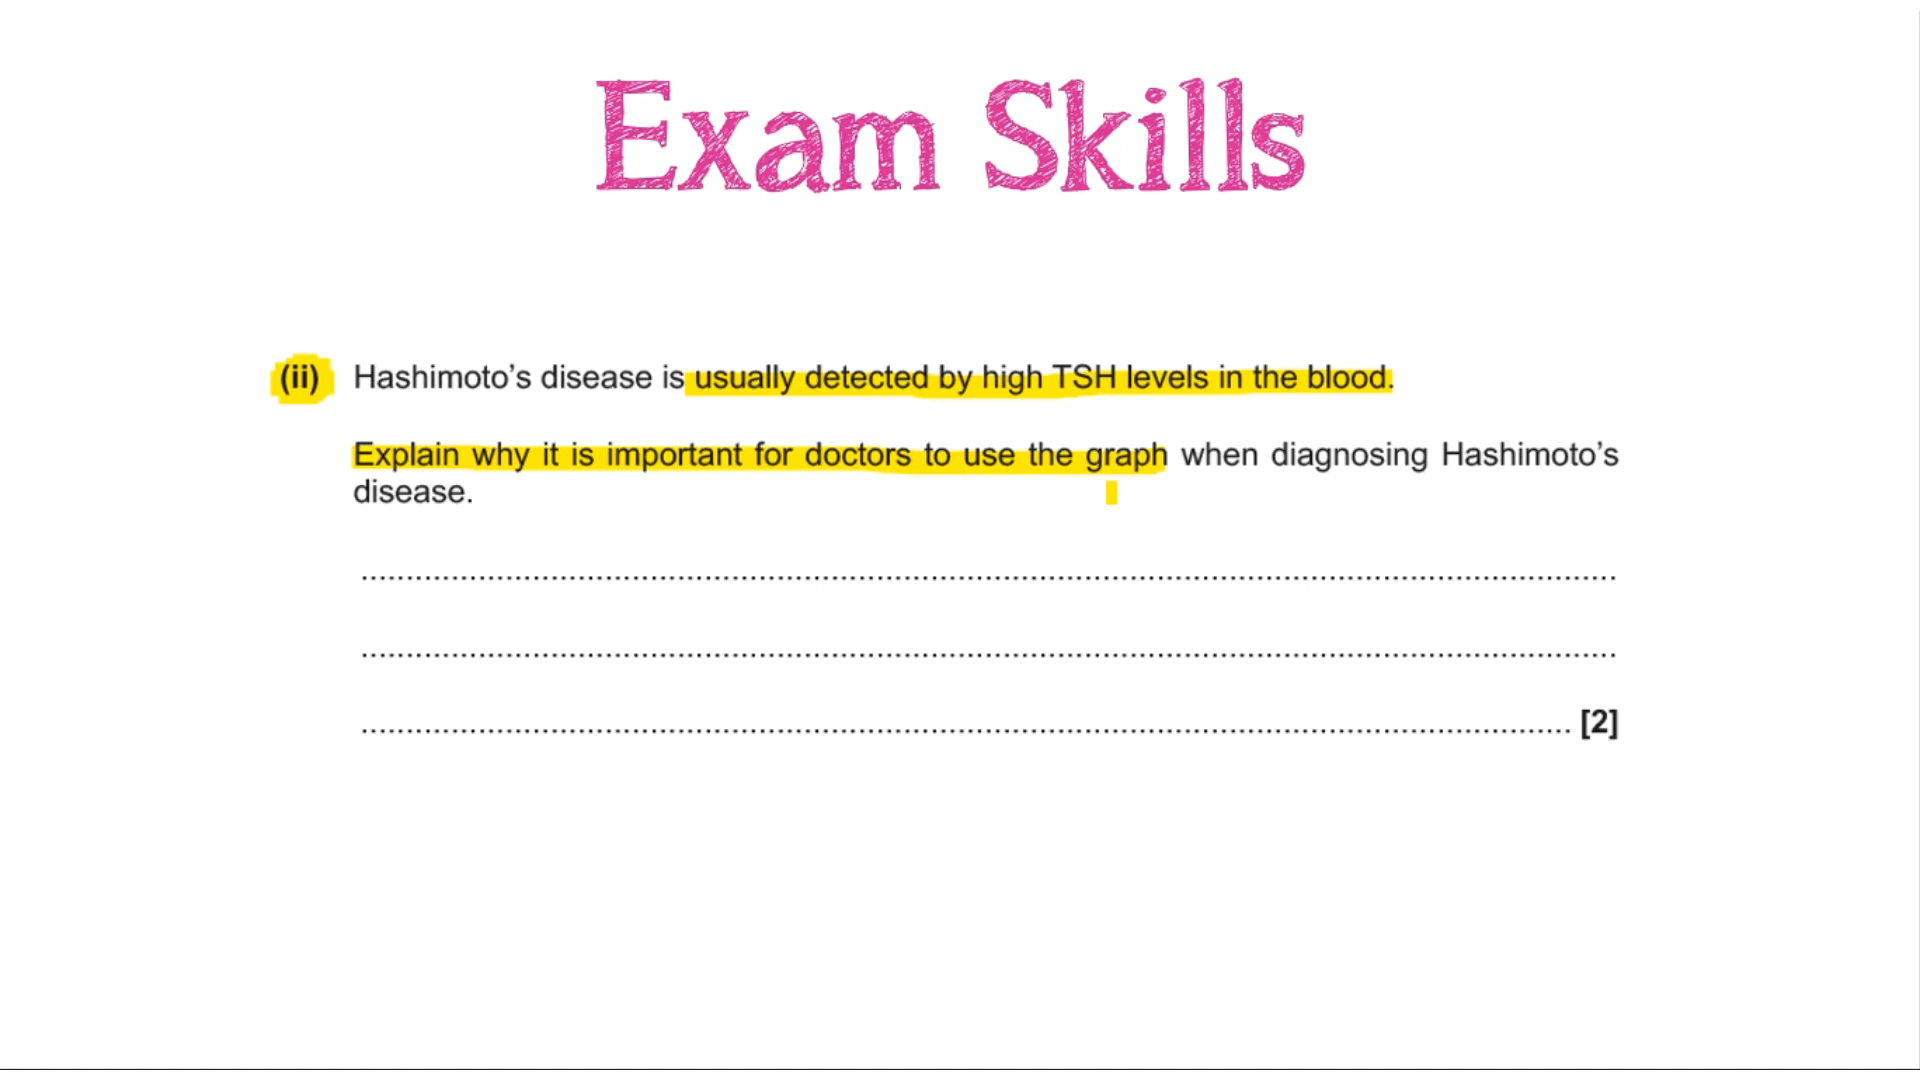 Exam Skills
(ii) Hashimoto’s disease is usually detected by high TSH levels in the blood.
Explain why it is important for doctors to use the graph when diagnosing Hashimoto’s
disease.
[2]